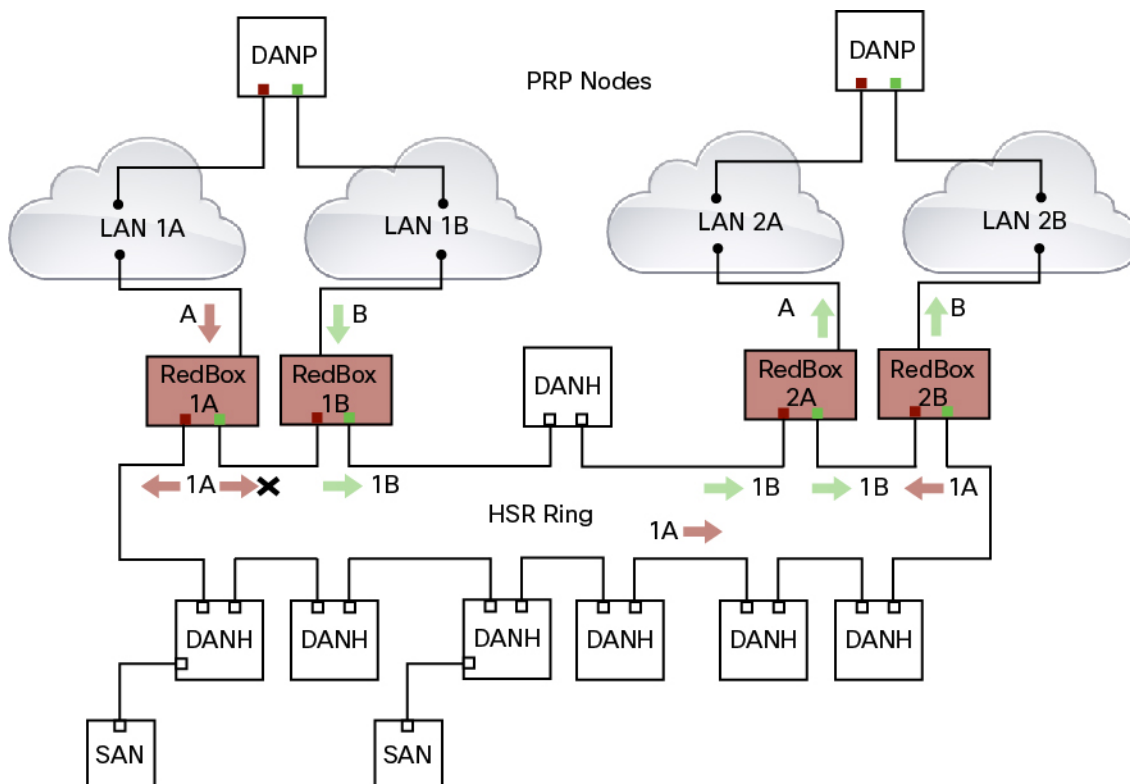 DANP
DANP
PRP Nodes
LAN 1A
LAN 1B
LAN 2A
LAN 2B
A
B
A
B
RedBox
1A
RedBox
1B
DANH
RedBox
2A
RedBox
2B
1A
1B
1B
1B
1A
HSR Ring
1A
DANH
DANH
DANH
DANH
DANH
DANH
SAN
SAN